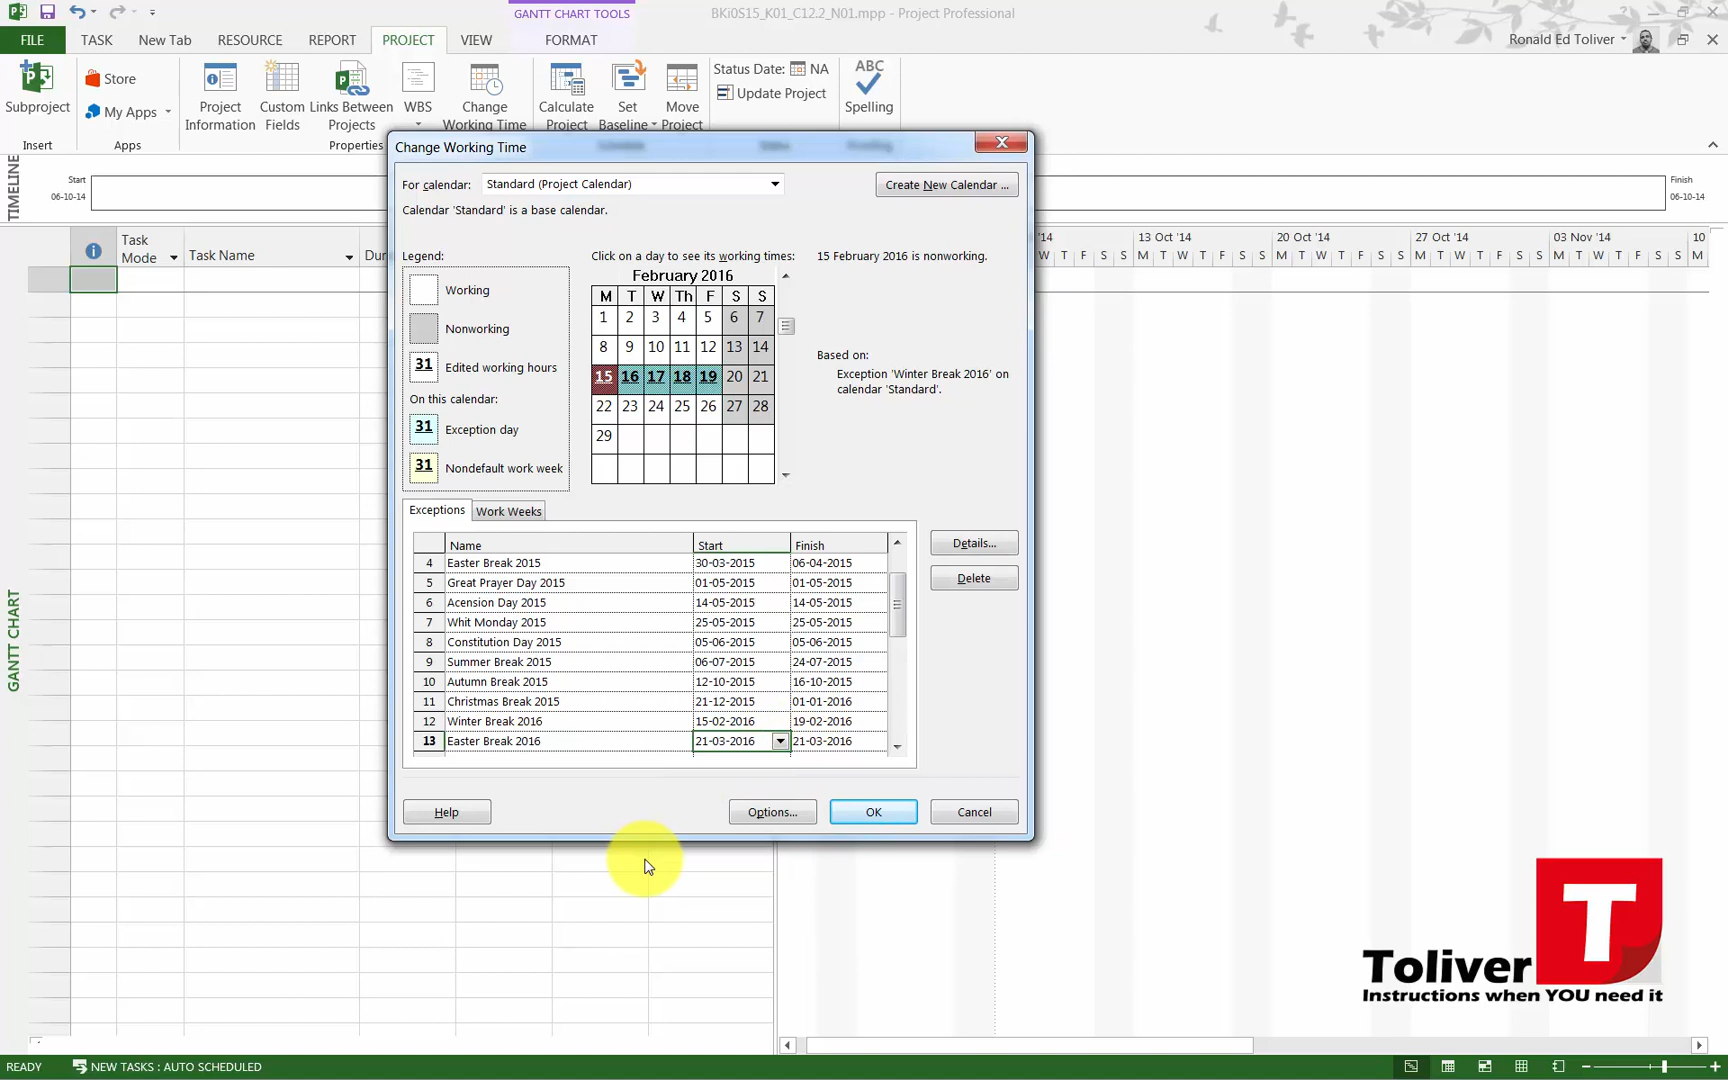 GANTT CHART TOOLS
BKi0S15_K01_C12.2_N01.mpp - Project Professional
FILE TASK New Tab RESOURCE REPORT PROJECT VIEW FORMAT
Ronald Ed Toliver
Subproject
Insert
Store
My Apps
Apps
Project Information
Custom Fields
Links Between Projects
WBS
Change Working Time
Properties
Calculate Project
Set Baseline
Move Project
Status Date: NA
Update Project
ABC
Spelling
TIMELINE
Start
06-10-14
Finish
06-10-14
Change Working Time
For calendar: Standard (Project Calendar)
Create New Calendar ...
Calendar 'Standard' is a base calendar.
Legend:
Working
Nonworking
31 Edited working hours
On this calendar:
31 Exception day
31 Nondefault work week
Click on a day to see its working times:
February 2016
M T W Th F S S
1 2 3 4 5 6 7
8 9 10 11 12 13 14
15 16 17 18 19 20 21
22 23 24 25 26 27 28
29
15 February 2016 is nonworking.
Based on:
Exception 'Winter Break 2016' on
calendar 'Standard'.
Exceptions Work Weeks
Name Start Finish
4 Easter Break 2015 30-03-2015 06-04-2015
5 Great Prayer Day 2015 01-05-2015 01-05-2015
6 Acension Day 2015 14-05-2015 14-05-2015
7 Whit Monday 2015 25-05-2015 25-05-2015
8 Constitution Day 2015 05-06-2015 05-06-2015
9 Summer Break 2015 06-07-2015 24-07-2015
10 Autumn Break 2015 12-10-2015 16-10-2015
11 Christmas Break 2015 21-12-2015 01-01-2016
12 Winter Break 2016 15-02-2016 19-02-2016
13 Easter Break 2016 21-03-2016 21-03-2016
Details...
Delete
Help Options... OK Cancel
GANTT CHART
Task Mode
Task Name
Dur
'14 13 Oct '14 20 Oct '14 27 Oct '14 03 Nov '14 10
T F S S M T W T F S S M T W T F S S M T W T F S S M T W T F S S M
T
Toliver
Instructions when YOU need it
READY NEW TASKS : AUTO SCHEDULED